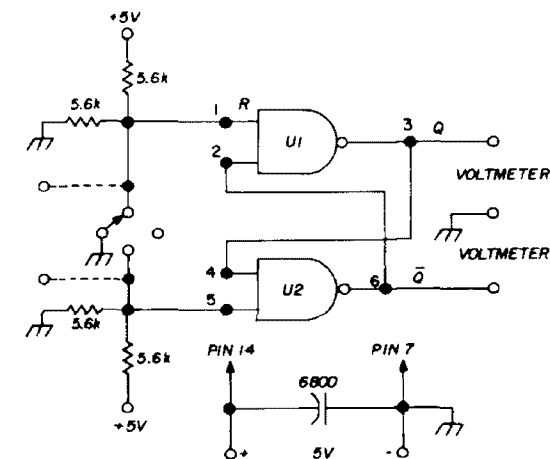 +5V
5.6k
5.6k
1
R
U1
3
Q
2
VOLTMETER
VOLTMETER
4
U2
6
Q̅
5
5.6k
PIN 14
PIN 7
5.6k
6800
+5V
+
5V
-